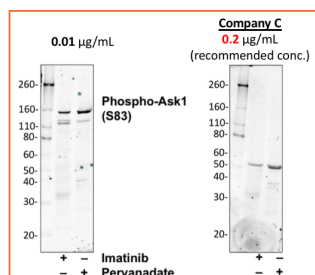 Company C
0.01 µg/mL
0.2 µg/mL
(recommended conc.)
260-
160-
110-
80-
60-
50-
40-
30-
20-
Phospho-Ask1
(S83)
260-
160-
110-
80-
60-
50-
40-
30-
20-
+ – Imatinib + –
– + Pervanadate – +